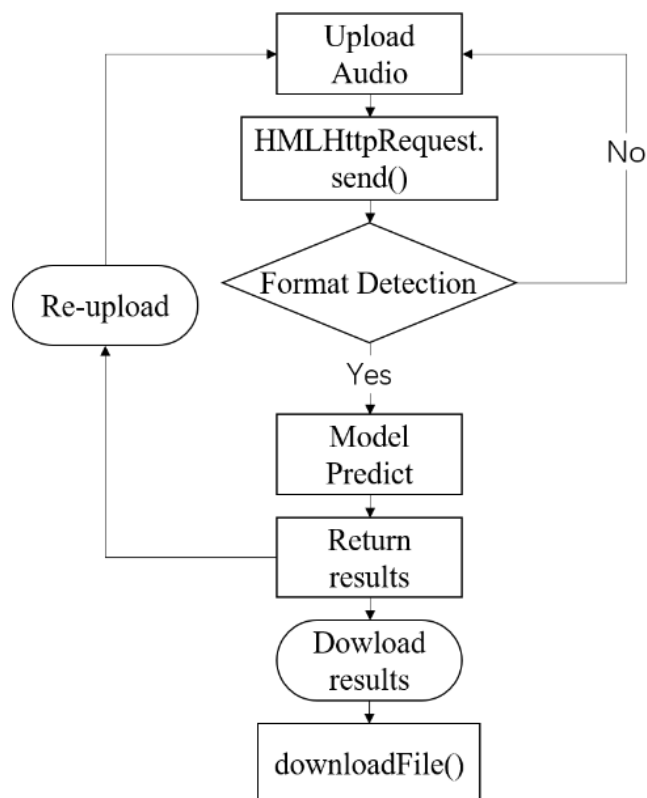 Upload
Audio
HMLHttpRequest.
send()
No
Format Detection
Re-upload
Yes
Model
Predict
Return
results
Dowload
results
downloadFile()